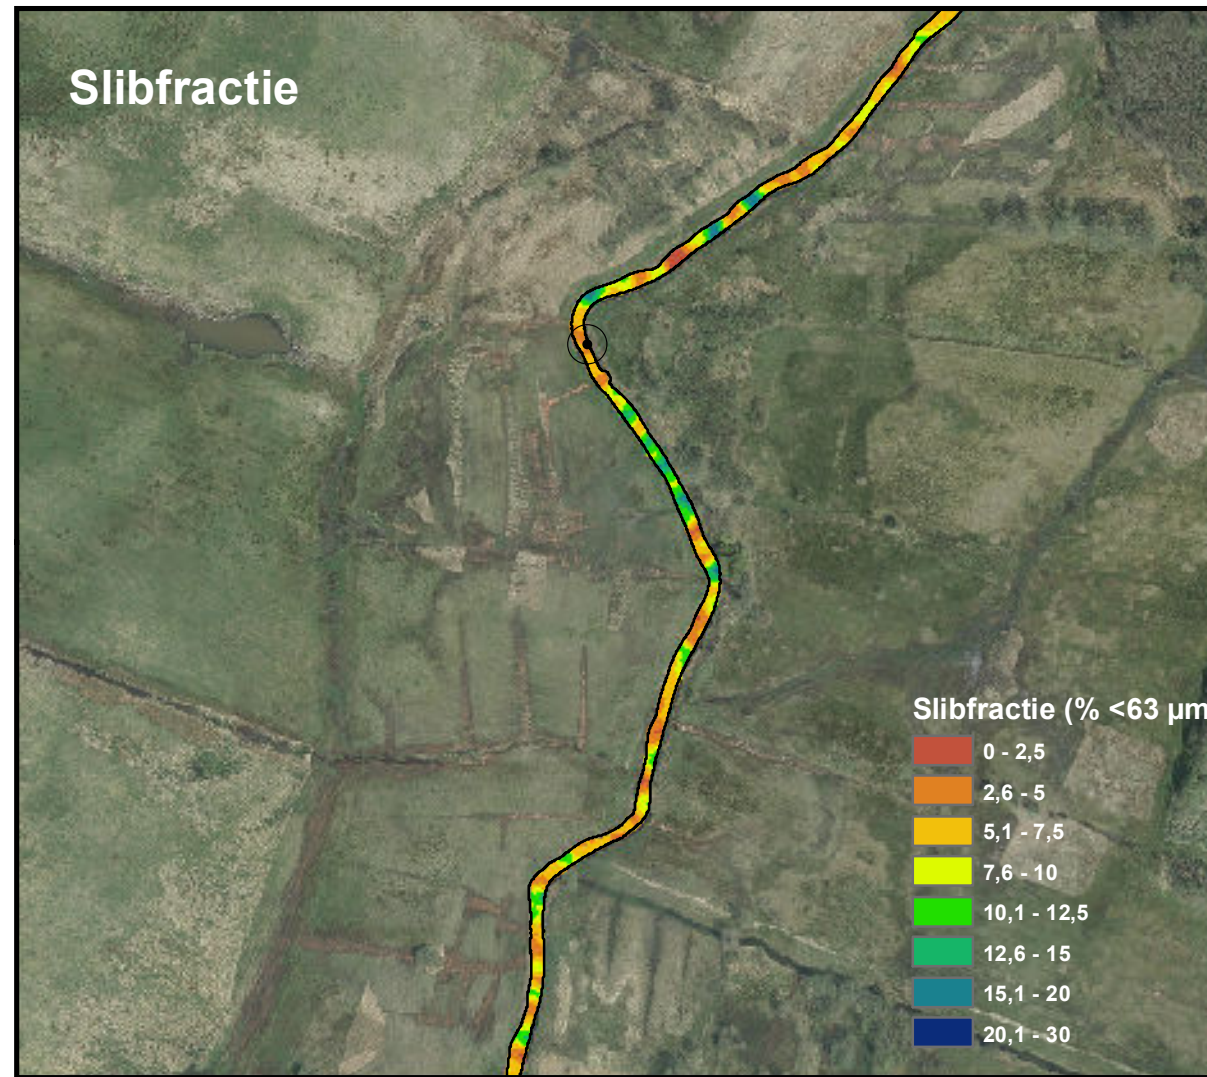 Slibfractie
Slibfractie (% <63 µm
0 - 2,5
2,6 - 5
5,1 - 7,5
7,6 - 10
10,1 - 12,5
12,6 - 15
15,1 - 20
20,1 - 30